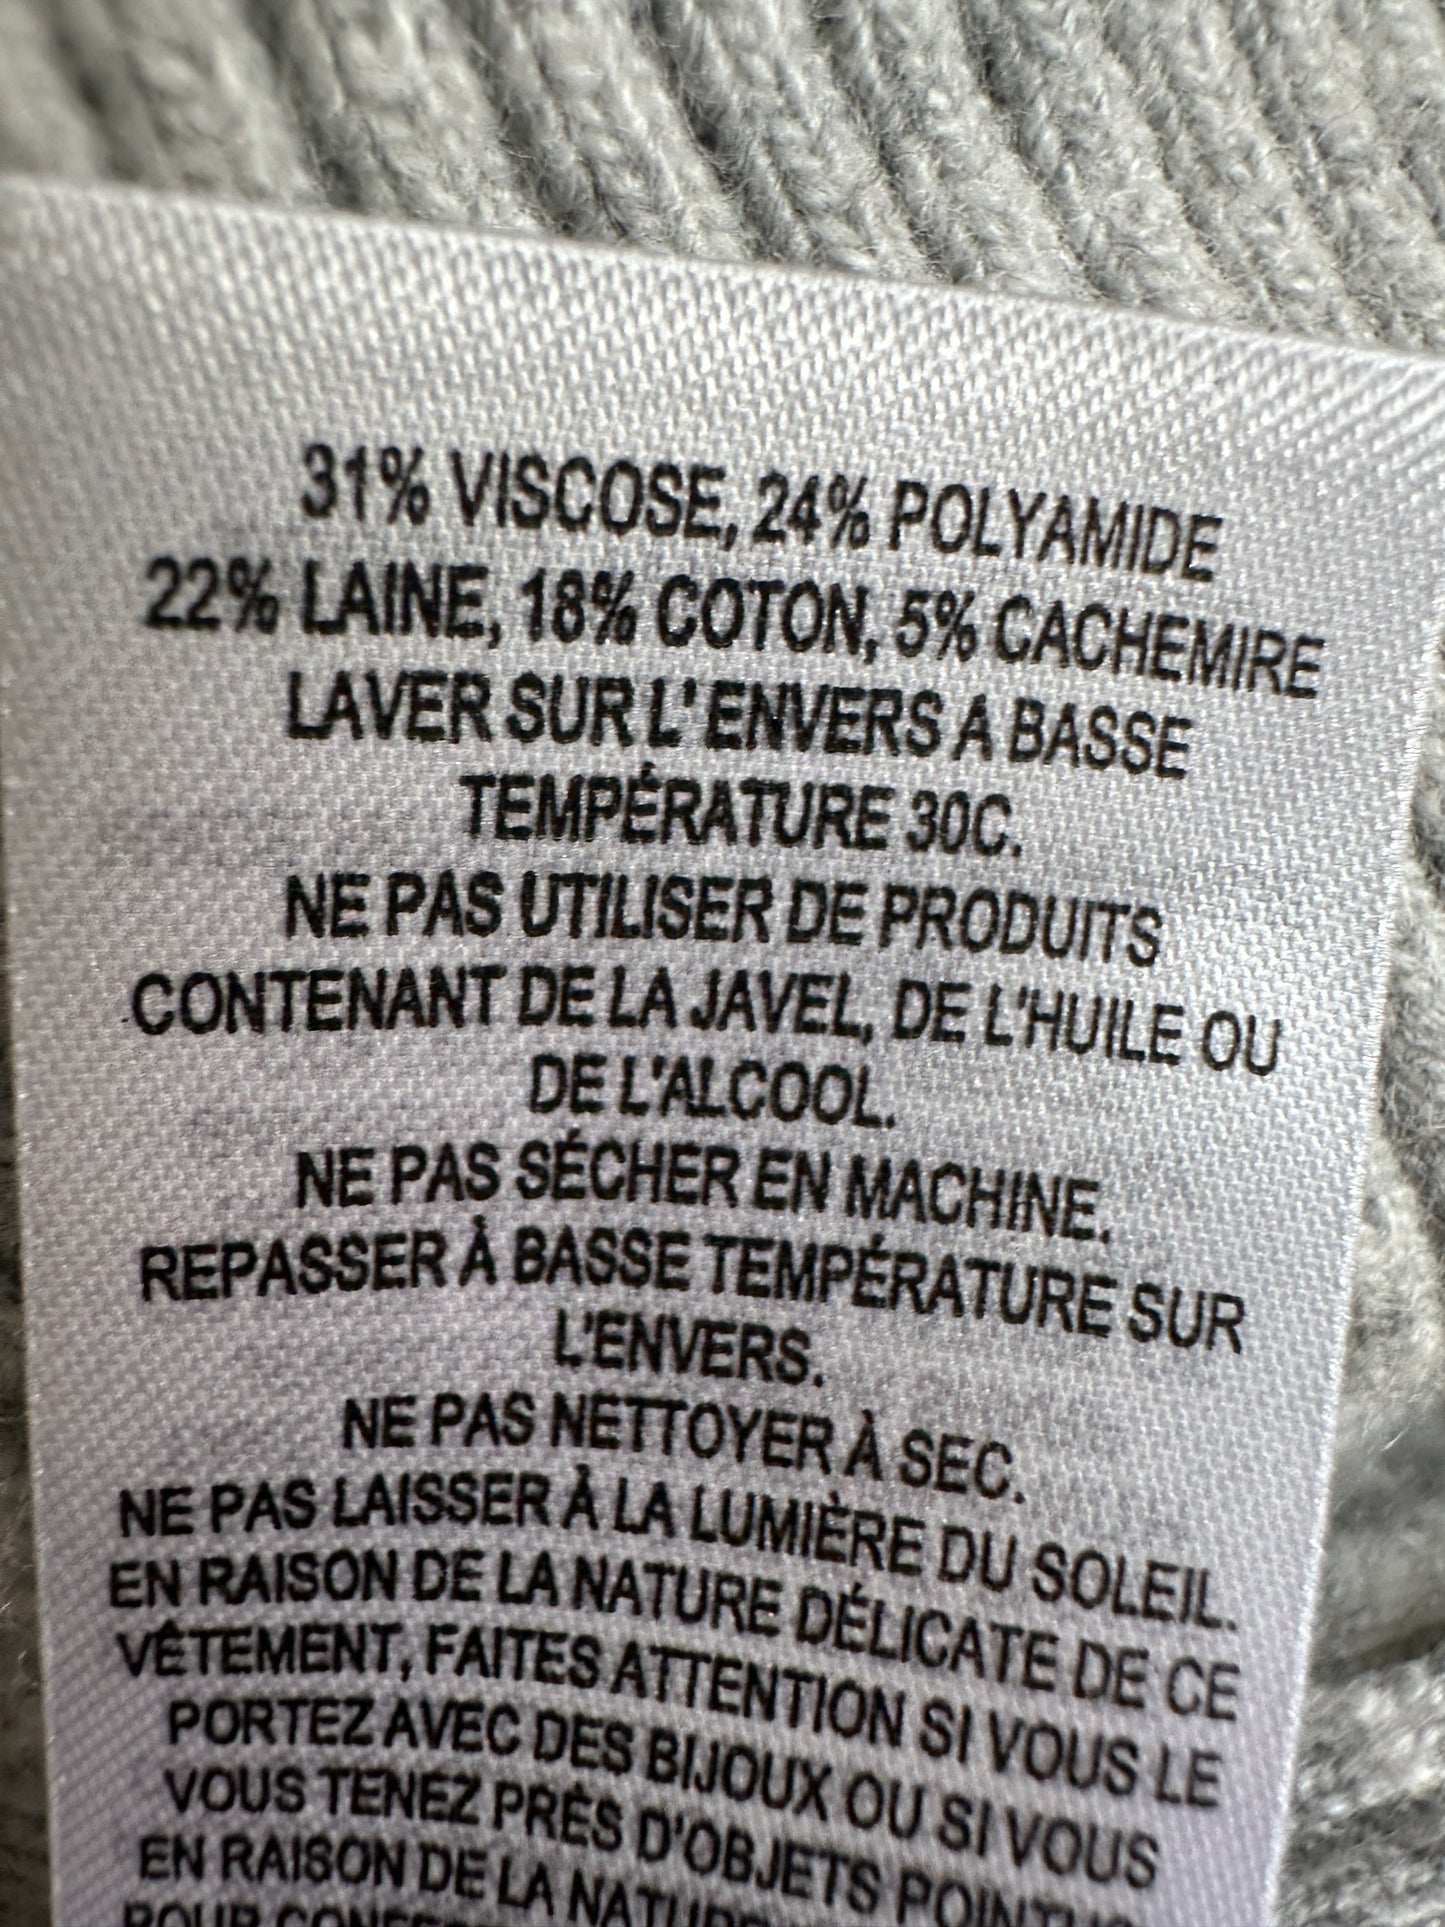 31% VISCOSE, 24% POLYAMIDE
22% LAINE, 18% COTON, 5% CACHEMIRE
LAVER SUR L'ENVERS A BASSE
TEMPÉRATURE 30C.
NE PAS UTILISER DE PRODUITS
CONTENANT DE LA JAVEL, DE L'HUILE OU
DE L'ALCOOL.
NE PAS SÉCHER EN MACHINE.
REPASSER À BASSE TEMPÉRATURE SUR
L'ENVERS.
NE PAS NETTOYER À SEC.
NE PAS LAISSER À LA LUMIÈRE DU SOLEIL.
EN RAISON DE LA NATURE DÉLICATE DE CE
VÊTEMENT, FAITES ATTENTION SI VOUS LE
PORTEZ AVEC DES BIJOUX OU SI VOUS
VOUS TENEZ PRÈS D'OBJETS
EN RAISON DE LA
POUR